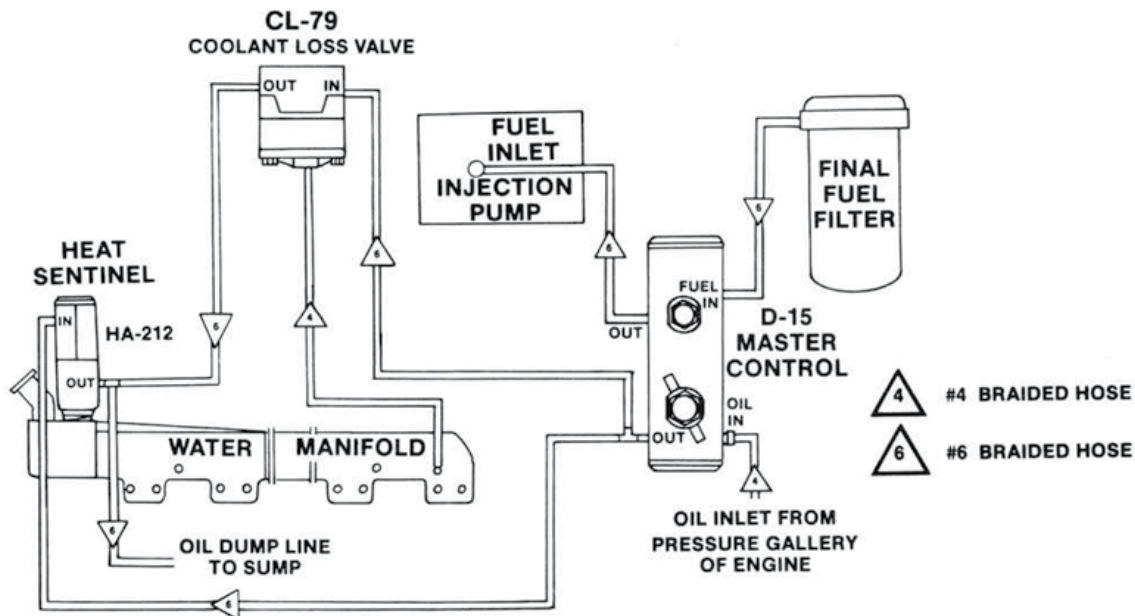 CL-79
COOLANT LOSS VALVE
OUT IN
FUEL
INLET
INJECTION
PUMP
FINAL
FUEL
FILTER
6
6
6
6
4
HEAT
SENTINEL
IN
HA-212
OUT
FUEL
IN
OUT
D-15
MASTER
CONTROL
OIL
IN
OUT
WATER MANIFOLD
4 #4 BRAIDED HOSE
6 #6 BRAIDED HOSE
4
OIL INLET FROM
PRESSURE GALLERY
OF ENGINE
6
OIL DUMP LINE
TO SUMP
6